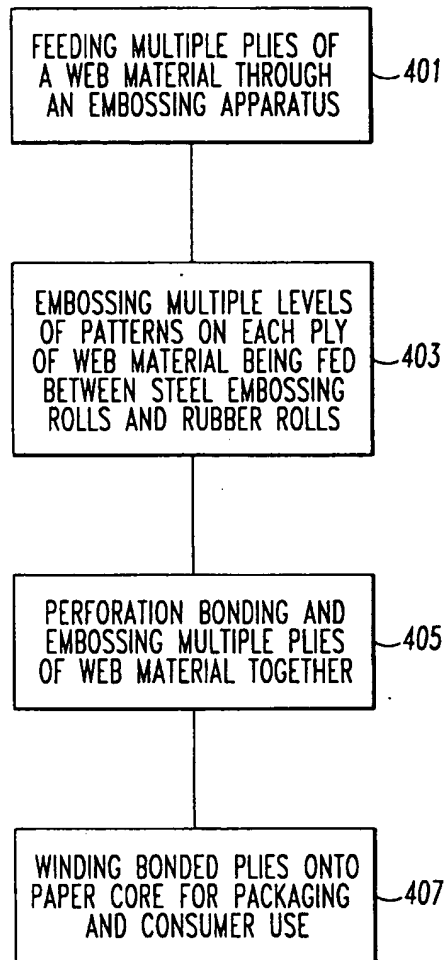 FEEDING MULTIPLE PLIES OF
A WEB MATERIAL THROUGH
AN EMBOSSING APPARATUS
401
EMBOSSING MULTIPLE LEVELS
OF PATTERNS ON EACH PLY
OF WEB MATERIAL BEING FED
BETWEEN STEEL EMBOSSING
ROLLS AND RUBBER ROLLS
403
PERFORATION BONDING AND
EMBOSSING MULTIPLE PLIES
OF WEB MATERIAL TOGETHER
405
WINDING BONDED PLIES ONTO
PAPER CORE FOR PACKAGING
AND CONSUMER USE
407